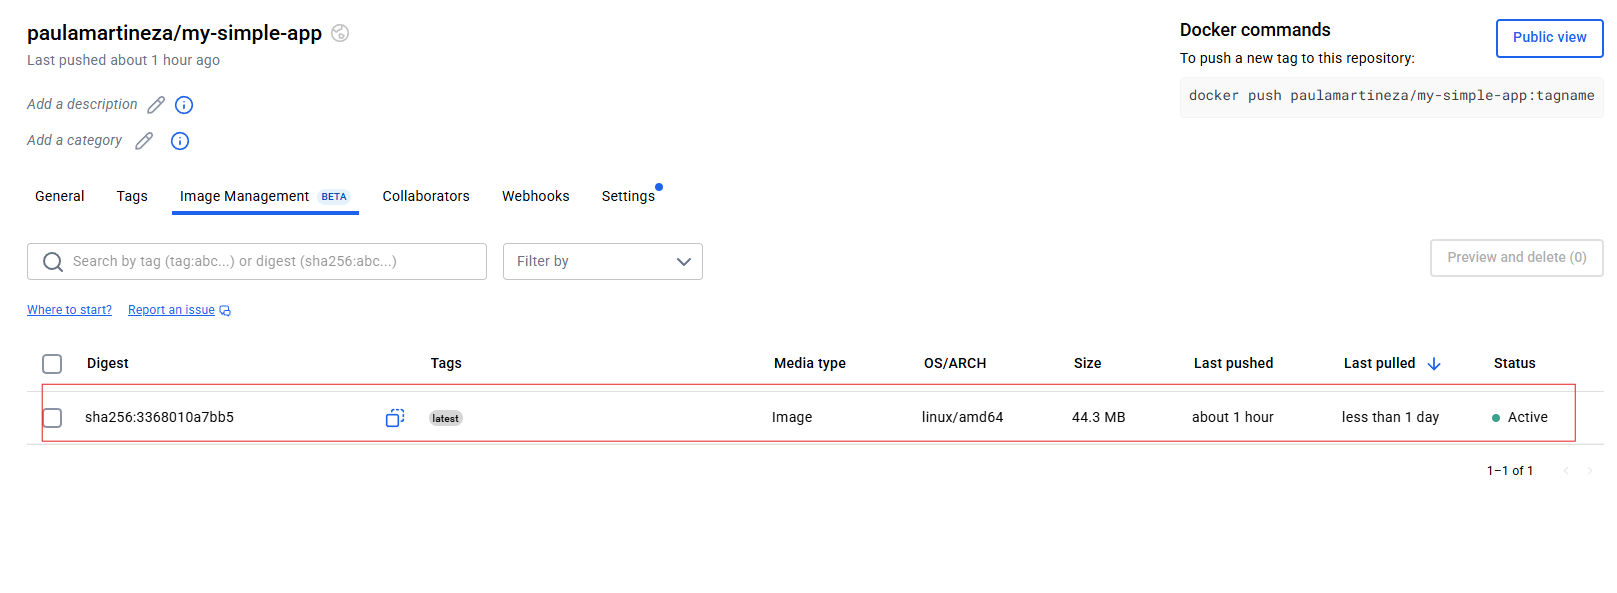 paulamartineza/my-simple-app
Last pushed about 1 hour ago
Add a description
Add a category
Docker commands
Public view
To push a new tag to this repository:
docker push paulamartineza/my-simple-app:tagname
General Tags Image Management BETA Collaborators Webhooks Settings
Search by tag (tag:abc...) or digest (sha256:abc...) Filter by Preview and delete (0)
Where to start? Report an issue
Digest Tags Media type OS/ARCH Size Last pushed Last pulled Status
sha256:3368010a7bb5 latest Image linux/amd64 44.3 MB about 1 hour less than 1 day Active
1–1 of 1